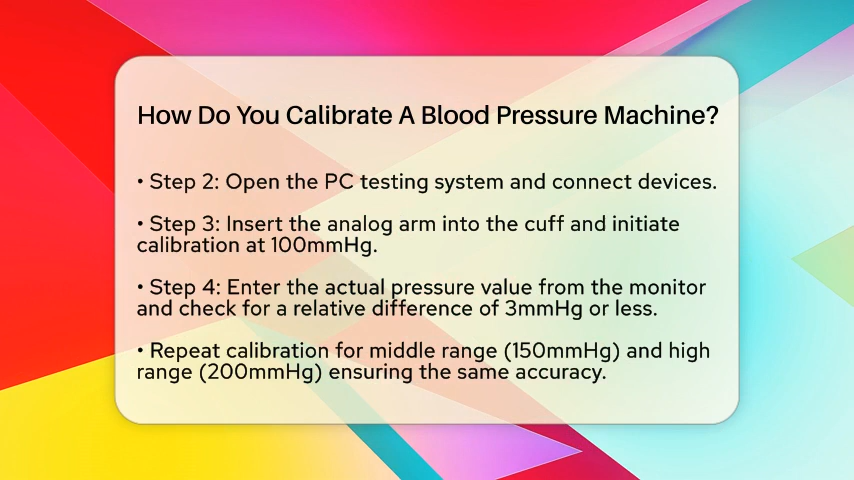 How Do You Calibrate A Blood Pressure Machine?
• Step 2: Open the PC testing system and connect devices.
• Step 3: Insert the analog arm into the cuff and initiate
calibration at 100mmHg.
• Step 4: Enter the actual pressure value from the monitor
and check for a relative difference of 3mmHg or less.
• Repeat calibration for middle range (150mmHg) and high
range (200mmHg) ensuring the same accuracy.